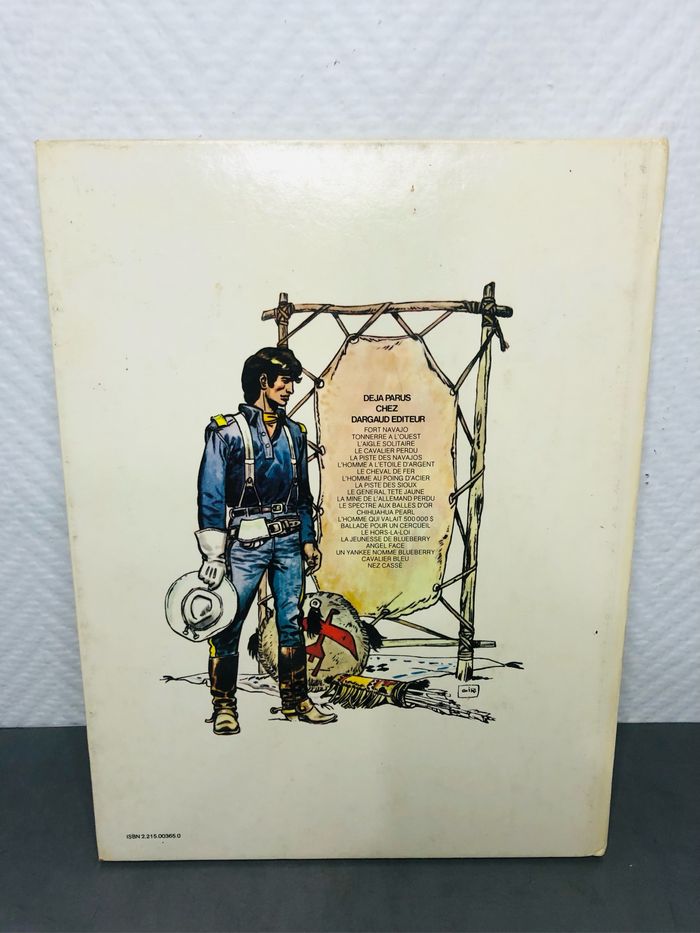 DEJA PARUS
CHEZ
DARGAUD EDITEUR
FORT NAVAJO
TONNERRE A L'OUEST
L'AIGLE SOLITAIRE
LE CAVALIER PERDU
LA PISTE DES NAVAJOS
L'HOMME A L'ETOILE D'ARGENT
LE CHEVAL DE FER
L'HOMME AU POING D'ACIER
LA PISTE DES SIOUX
LE GENERAL TETE JAUNE
LA MINE DE L'ALLEMAND PERDU
LE SPECTRE AUX BALLES D'OR
CHIHUAHUA PEARL
L'HOMME QUI VALAIT 500 000 $
BALLADE POUR UN CERCUEIL
LE HORS-LA-LOI
LA JEUNESSE DE BLUEBERRY
ANGEL FACE
UN YANKEE NOMMÉ BLUEBERRY
CAVALIER BLEU
NEZ CASSÉ
GIR
ISBN 2.215.00365.0